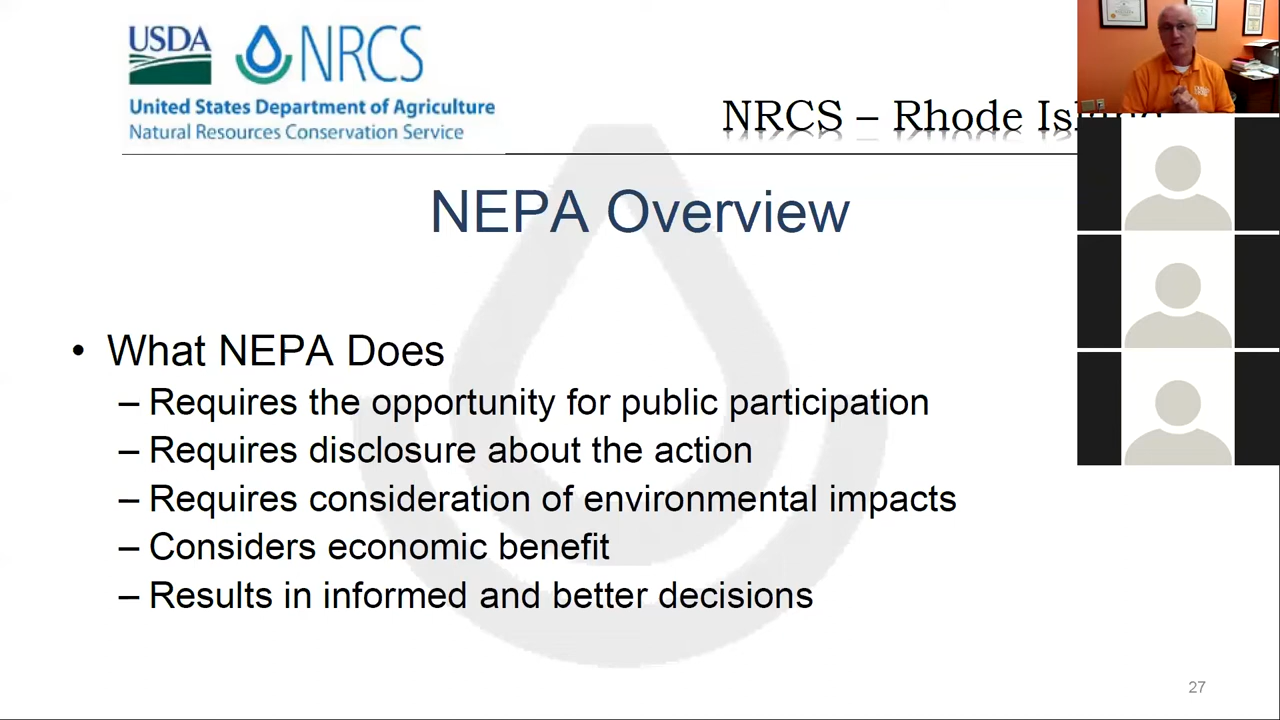 USDA NRCS
United States Department of Agriculture
Natural Resources Conservation Service
NRCS – Rhode
NEPA Overview
• What NEPA Does
– Requires the opportunity for public participation
– Requires disclosure about the action
– Requires consideration of environmental impacts
– Considers economic benefit
– Results in informed and better decisions
27